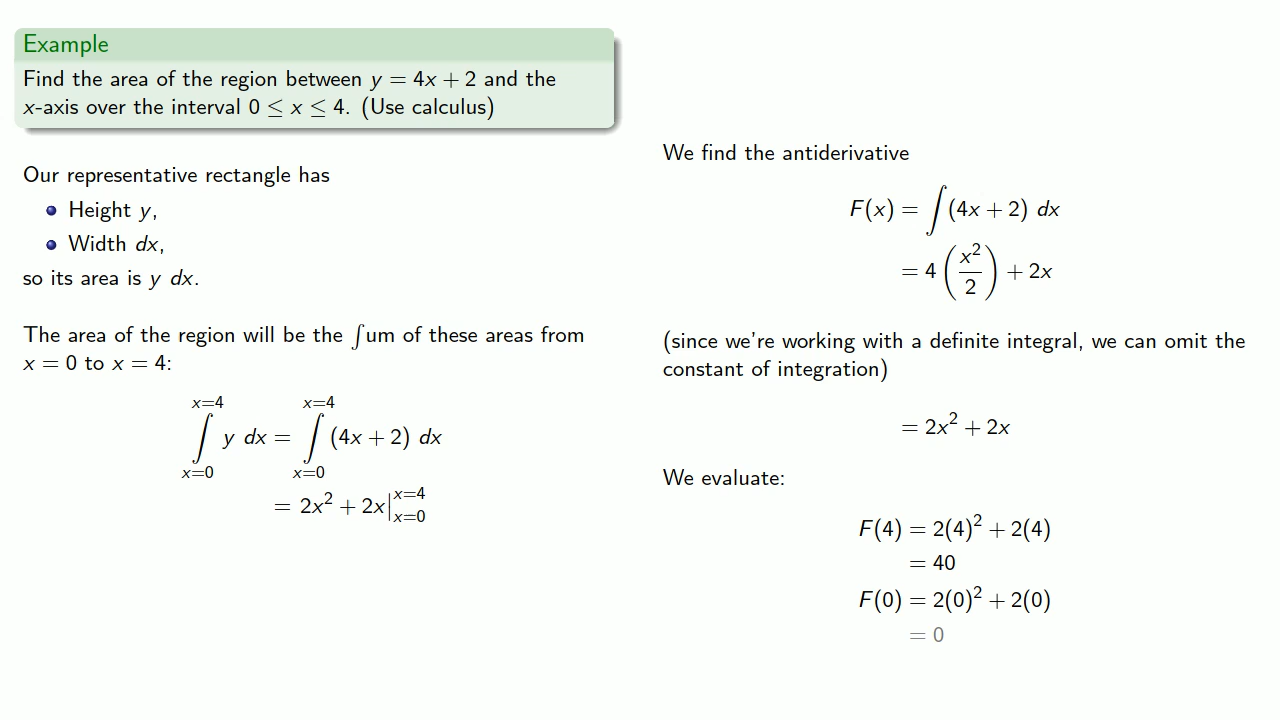 Example
Find the area of the region between y = 4x + 2 and the
x-axis over the interval 0 ≤ x ≤ 4. (Use calculus)
Our representative rectangle has
• Height y,
• Width dx,
so its area is y dx.
The area of the region will be the ∫um of these areas from
x = 0 to x = 4:
∫_{x=0}^{x=4} y dx = ∫_{x=0}^{x=4} (4x + 2) dx
= 2x² + 2x|_{x=0}^{x=4}
We find the antiderivative
F(x) = ∫(4x + 2) dx
= 4(x²/2) + 2x
(since we're working with a definite integral, we can omit the
constant of integration)
= 2x² + 2x
We evaluate:
F(4) = 2(4)² + 2(4)
= 40
F(0) = 2(0)² + 2(0)
= 0